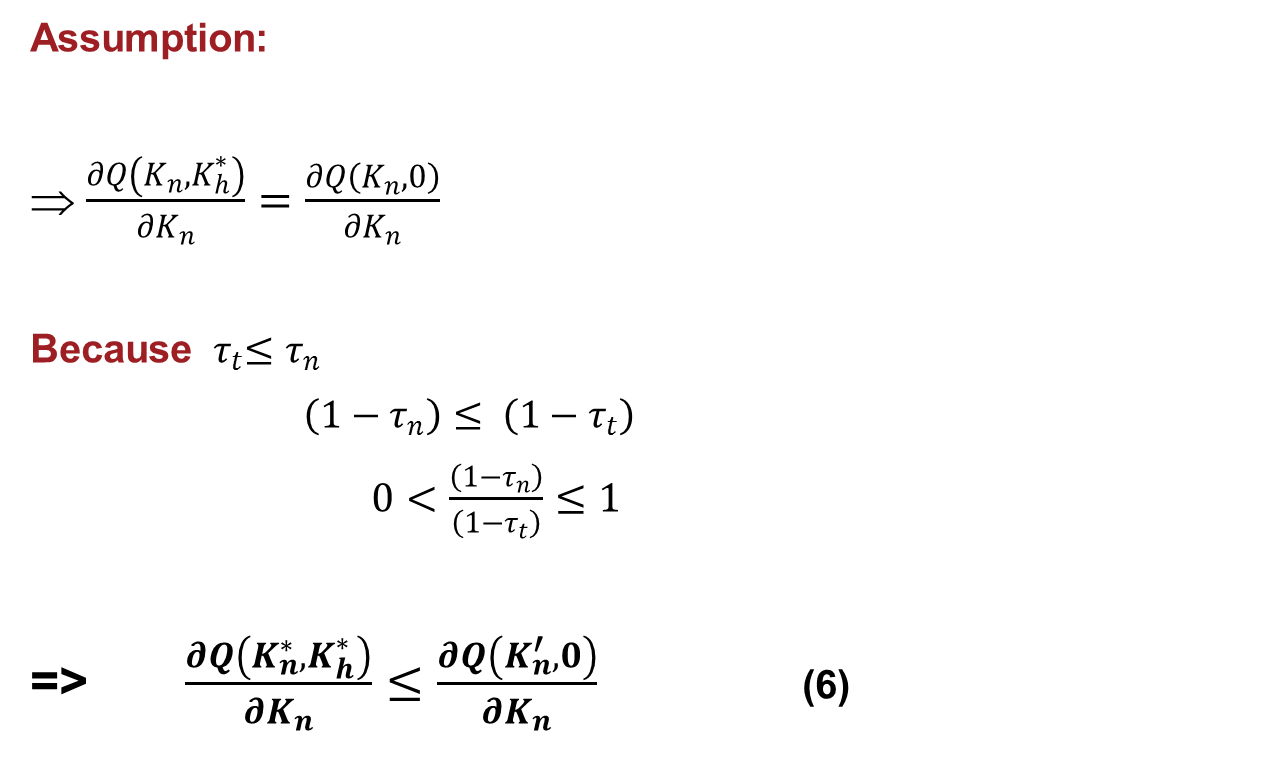 Assumption:
⇒ ∂Q(K_n,K_h^*)/∂K_n = ∂Q(K_n,0)/∂K_n
Because τ_t≤ τ_n
(1 − τ_n) ≤ (1 − τ_t)
0 < (1−τ_n)/(1−τ_t) ≤ 1
=> ∂Q(K_n^*,K_h^*)/∂K_n ≤ ∂Q(K_n′,0)/∂K_n (6)